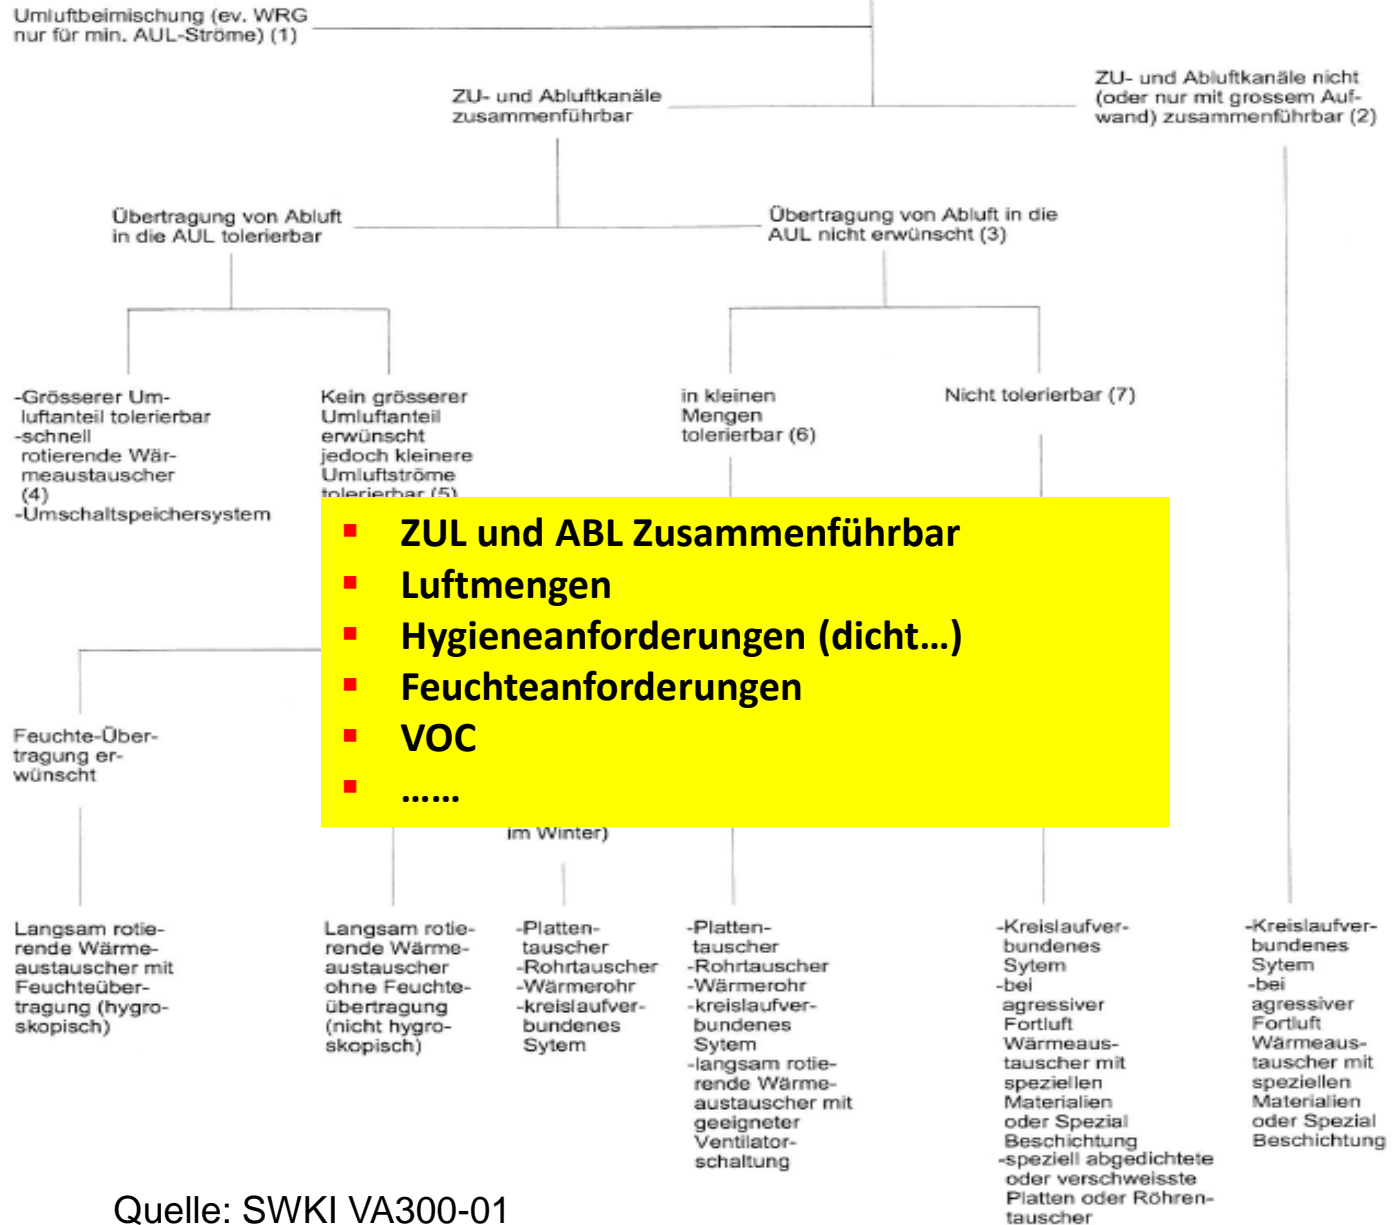 Umluftbeimischung (ev. WRG
nur für min. AUL-Ströme) (1)
ZU- und Abluftkanäle
zusammenführbar
ZU- und Abluftkanäle nicht
(oder nur mit grossem Auf-
wand) zusammenführbar (2)
Übertragung von Abluft
in die AUL tolerierbar
Übertragung von Abluft in die
AUL nicht erwünscht (3)
-Grösserer Um-
luftanteil tolerierbar
-schnell
rotierende Wär-
meaustauscher
(4)
-Umschaltspeichersystem
Kein grösserer
Umluftanteil
erwünscht
jedoch kleinere
Umluftströme
tolerierbar (5)
in kleinen
Mengen
tolerierbar (6)
Nicht tolerierbar (7)
▪ ZUL und ABL Zusammenführbar
▪ Luftmengen
▪ Hygieneanforderungen (dicht...)
▪ Feuchteanforderungen
▪ VOC
▪ ......
Feuchte-Über-
tragung er-
wünscht
im Winter)
Langsam rotie-
rende Wärme-
austauscher mit
Feuchteüber-
tragung (hygro-
skopisch)
Langsam rotie-
rende Wärme-
austauscher
ohne Feuchte-
übertragung
(nicht hygro-
skopisch)
-Platten-
tauscher
-Rohrtauscher
-Wärmerohr
-kreislaufver-
bundenes
Sytem
-Platten-
tauscher
-Rohrtauscher
-Wärmerohr
-kreislaufver-
bundenes
Sytem
-langsam rotie-
rende Wärme-
austauscher mit
geeigneter
Ventilator-
schaltung
-Kreislaufver-
bundenes
Sytem
-bei
agressiver
Fortluft
Wärmeaus-
tauscher mit
speziellen
Materialien
oder Spezial
Beschichtung
-speziell abgedichtete
oder verschweisste
Platten oder Röhren-
tauscher
-Kreislaufver-
bundenes
Sytem
-bei
agressiver
Fortluft
Wärmeaus-
tauscher mit
speziellen
Materialien
oder Spezial
Beschichtung
Quelle: SWKI VA300-01